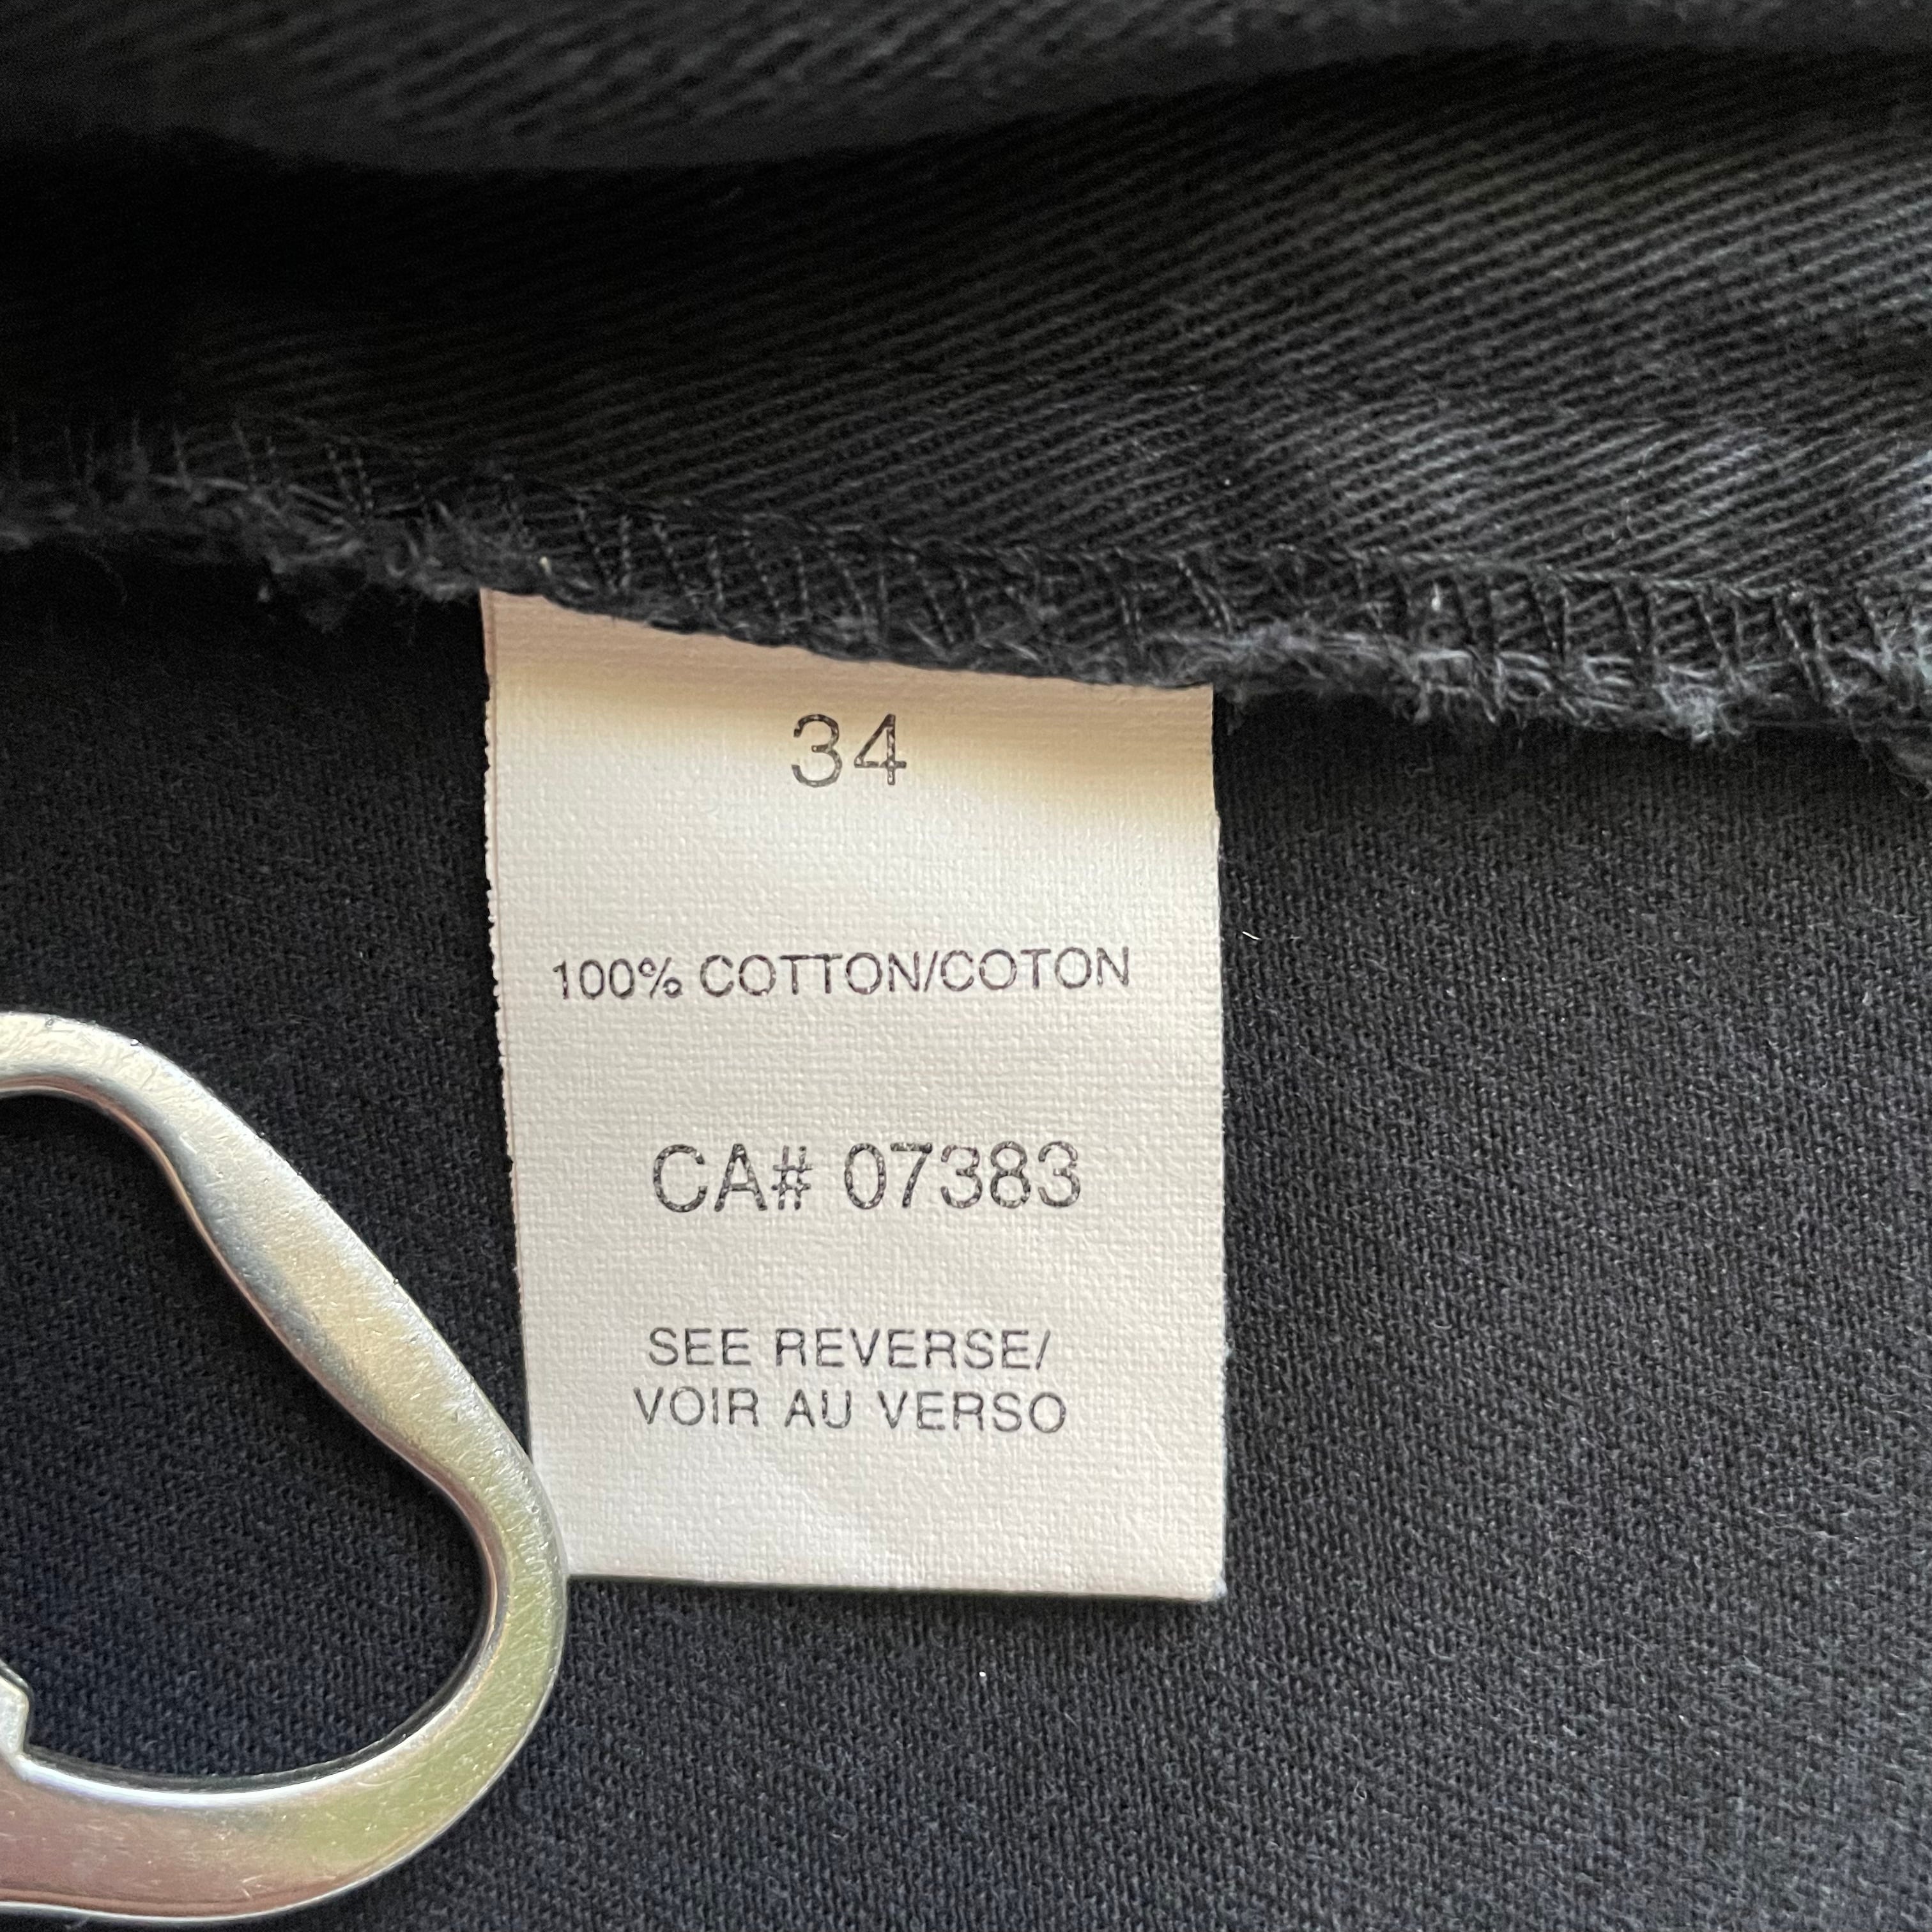 34
100% COTTON/COTON
CA# 07383
SEE REVERSE/
VOIR AU VERSO